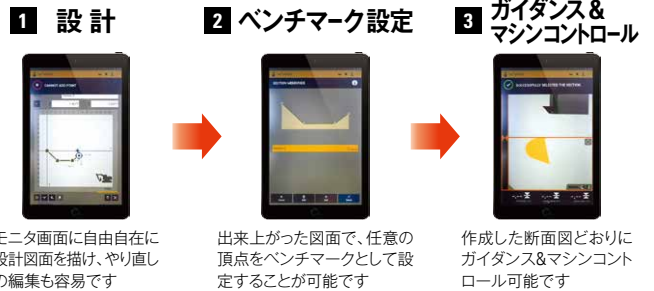 1 設計
2 ベンチマーク設定
3 ガイダンス&
マシンコントロール
CANNOT ADD POINT
SUCCESSFULLY SELECTED THE SECTION.
モニタ画面に自由自在に
設計図面を描け、やり直し
の編集も容易です
出来上がった図面で、任意の
頂点をベンチマークとして設
定することが可能です
作成した断面図どおりに
ガイダンス&マシンコント
ロール可能です